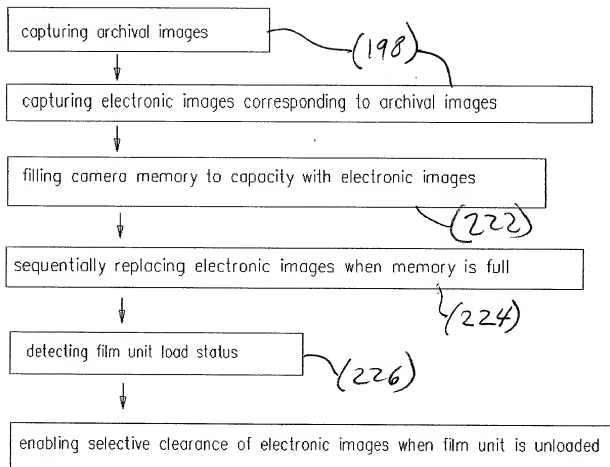 capturing archival images
(198)
capturing electronic images corresponding to archival images
filling camera memory to capacity with electronic images
(222)
sequentially replacing electronic images when memory is full
(224)
detecting film unit load status
(226)
enabling selective clearance of electronic images when film unit is unloaded